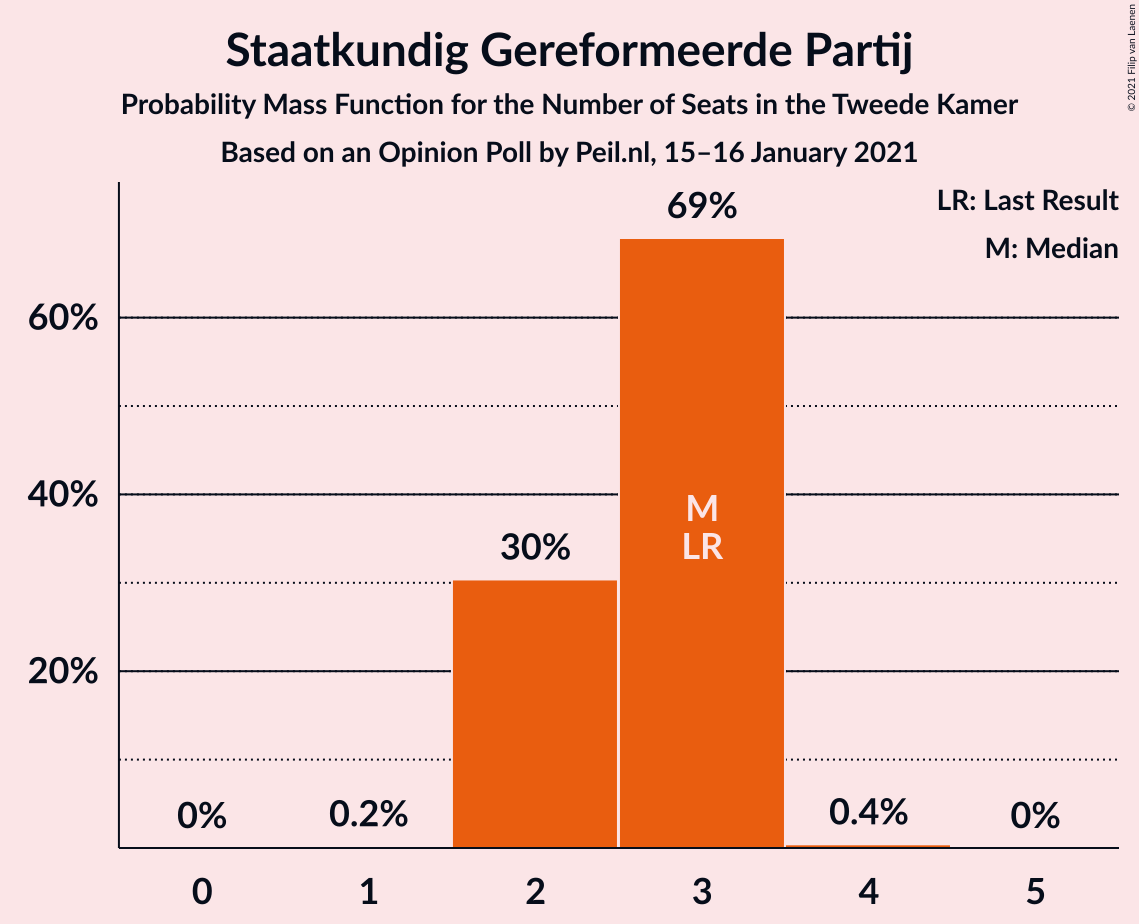 Staatkundig Gereformeerde Partij
Probability Mass Function for the Number of Seats in the Tweede Kamer
Based on an Opinion Poll by Peil.nl, 15–16 January 2021
© 2021 Filip van Laenen
LR: Last Result
M: Median
69%
60%
40%
M
LR
30%
20%
0%
0.2%
0.4%
0%
0
1
2
3
4
5